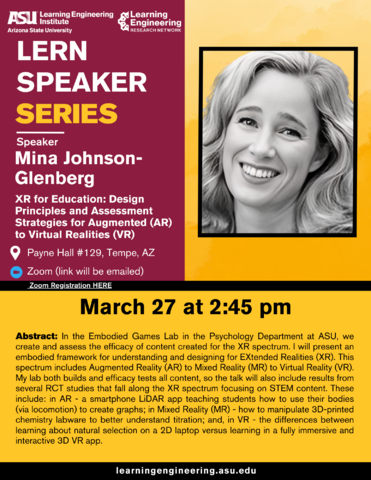 ASU Learning Engineering
Institute
Arizona State University
Learning
Engineering
RESEARCH NETWORK
LERN
SPEAKER
SERIES
Speaker
Mina Johnson-
Glenberg
XR for Education: Design
Principles and Assessment
Strategies for Augmented (AR)
to Virtual Realities (VR)
Payne Hall #129, Tempe, AZ
Zoom (link will be emailed)
Zoom Registration HERE
March 27 at 2:45 pm
Abstract: In the Embodied Games Lab in the Psychology Department at ASU, we
create and assess the efficacy of content created for the XR spectrum. I will present an
embodied framework for understanding and designing for EXtended Realities (XR). This
spectrum includes Augmented Reality (AR) to Mixed Reality (MR) to Virtual Reality (VR).
My lab both builds and efficacy tests all content, so the talk will also include results from
several RCT studies that fall along the XR spectrum focusing on STEM content. These
include: in AR - a smartphone LiDAR app teaching students how to use their bodies
(via locomotion) to create graphs; in Mixed Reality (MR) - how to manipulate 3D-printed
chemistry labware to better understand titration; and, in VR - the differences between
learning about natural selection on a 2D laptop versus learning in a fully immersive and
interactive 3D VR app.
learningengineering.asu.edu